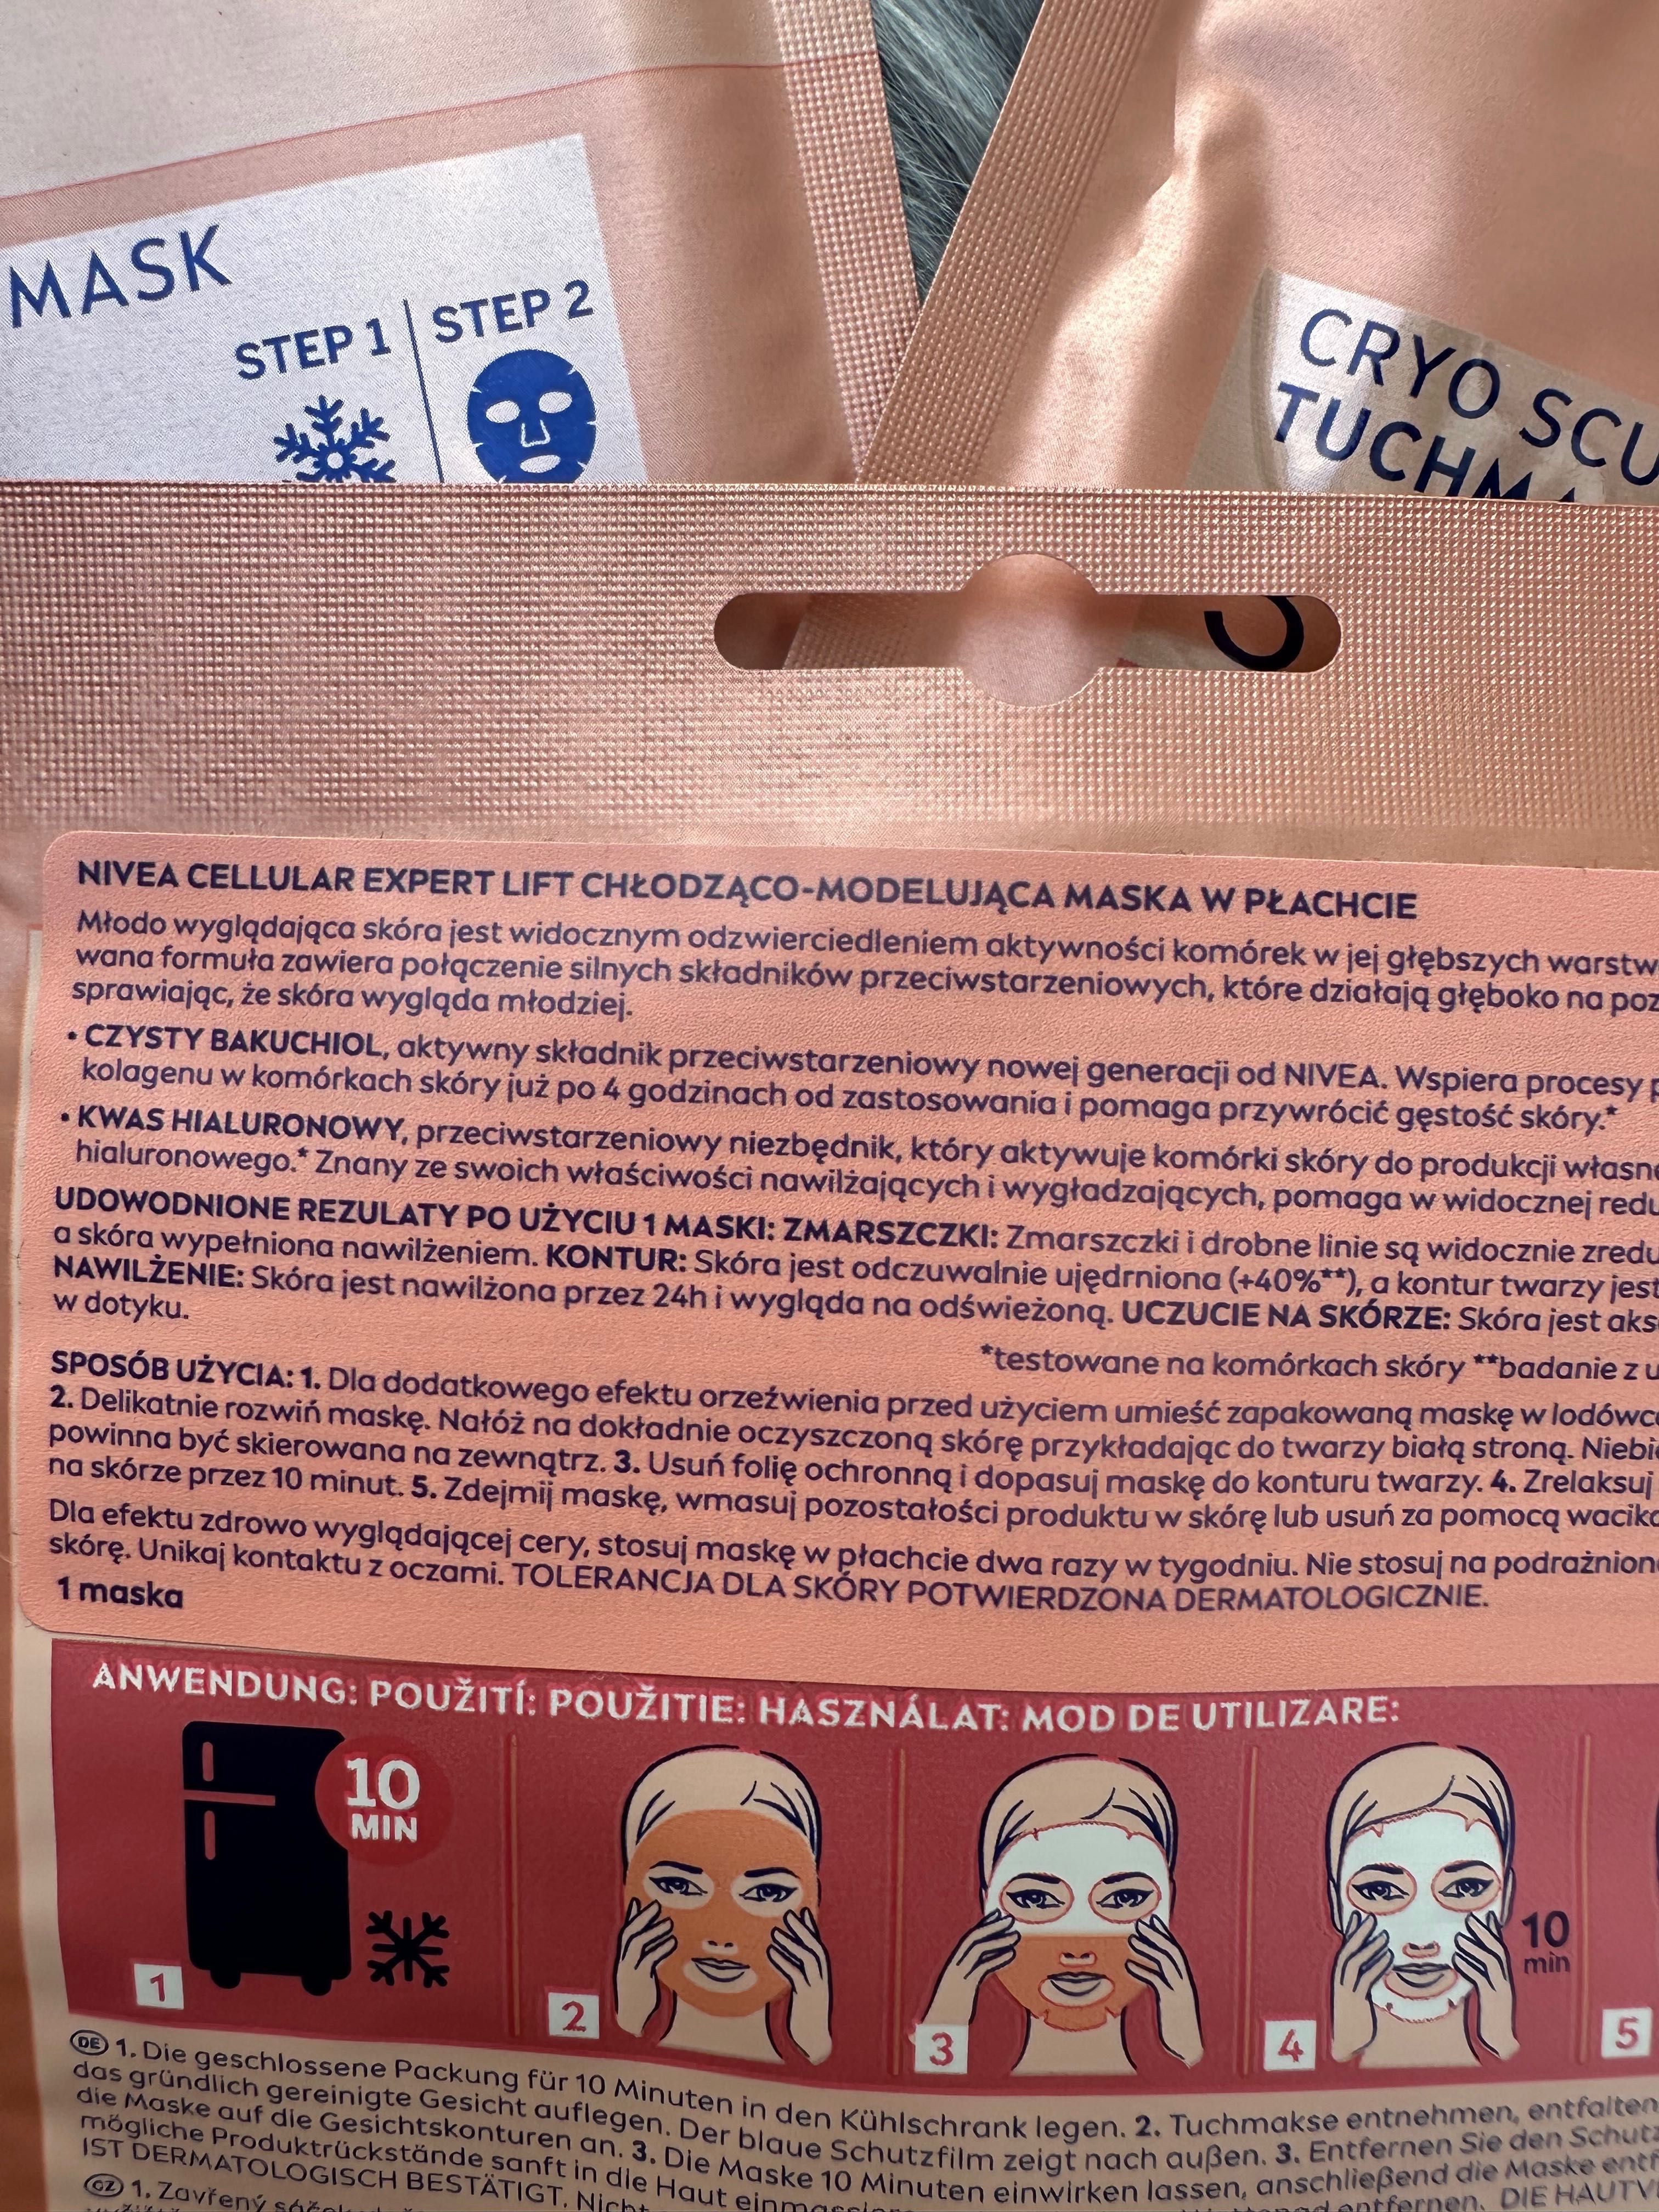 MASK
STEP 1
STEP 2
CRYO
TUCHM
NIVEA CELLULAR EXPERT LIFT CHŁODZĄCO-MODELUJĄCA MASKA W PŁACHCIE
Młodo wyglądająca skóra jest widocznym odzwierciedleniem aktywności komórek w jej głębszych warstw
wana formuła zawiera połączenie silnych składników przeciwstarzeniowych, które działają głęboko na poz
sprawiając, że skóra wygląda młodziej.
• CZYSTY BAKUCHIOL, aktywny składnik przeciwstarzeniowy nowej generacji od NIVEA. Wspiera procesy p
kolagenu w komórkach skóry już po 4 godzinach od zastosowania i pomaga przywrócić gęstość skóry.*
• KWAS HIALURONOWY, przeciwstarzeniowy niezbędnik, który aktywuje komórki skóry do produkcji własne
hialuronowego.* Znany ze swoich właściwości nawilżających i wygładzających, pomaga w widocznej redu
UDOWODNIONE REZULATY PO UŻYCIU 1 MASKI: ZMARSZCZKI: Zmarszczki i drobne linie są widocznie zredu
a skóra wypełniona nawilżeniem. KONTUR: Skóra jest odczuwalnie ujędrniona (+40%**), a kontur twarzy jest
NAWILŻENIE: Skóra jest nawilżona przez 24h i wygląda na odświeżoną. UCZUCIE NA SKÓRZE: Skóra jest aks
w dotyku.
*testowane na komórkach skóry **badanie z u
SPOSÓB UŻYCIA: 1. Dla dodatkowego efektu orzeźwienia przed użyciem umieść zapakowaną maskę w lodówce
2. Delikatnie rozwiń maskę. Nałóż na dokładnie oczyszczoną skórę przykładając do twarzy białą stroną. Niebie
powinna być skierowana na zewnątrz. 3. Usuń folię ochronną i dopasuj maskę do konturu twarzy. 4. Zrelaksuj
na skórze przez 10 minut. 5. Zdejmij maskę, wmasuj pozostałości produktu w skórę lub usuń za pomocą wacika
Dla efektu zdrowo wyglądającej cery, stosuj maskę w płachcie dwa razy w tygodniu. Nie stosuj na podrażnion
skórę. Unikaj kontaktu z oczami. TOLERANCJA DLA SKÓRY POTWIERDZONA DERMATOLOGICZNIE.
1 maska
ANWENDUNG: POUŽITÍ: POUŽITIE: HASZNÁLAT: MOD DE UTILIZARE:
10
MIN
10
min
1
2
3
4
5
DE 1. Die geschlossene Packung für 10 Minuten in den Kühlschrank legen. 2. Tuchmakse entnehmen, entfalten
das gründlich gereinigte Gesicht auflegen. Der blaue Schutzfilm zeigt nach außen. 3. Entfernen Sie den Schutz
die Maske auf die Gesichtskonturen an. 3. Die Maske 10 Minuten einwirken lassen, anschließend die Maske entf
mögliche Produktrückstände sanft in die Haut entfernen. DIE HAUTV
IST DERMATOLOGISCH BESTÄTIGT.
CZ 1. Zavřený